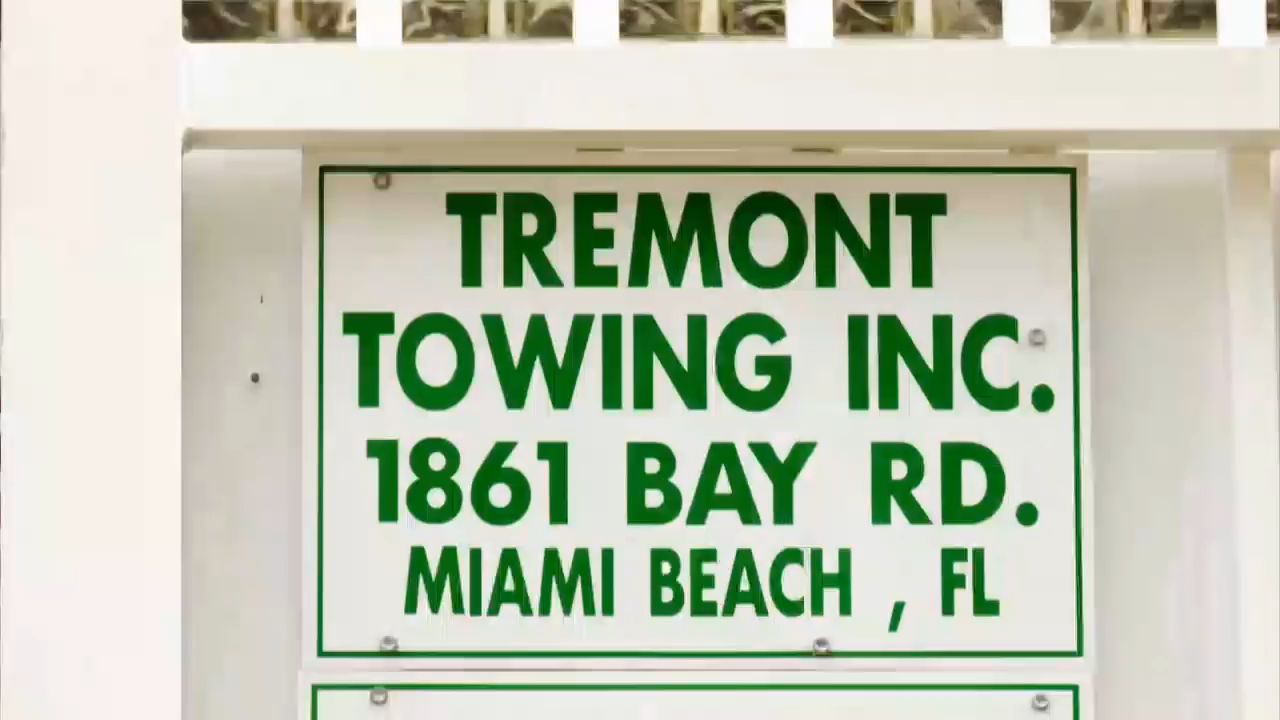 TREMONT
TOWING INC.
1861 BAY RD.
MIAMI BEACH , FL